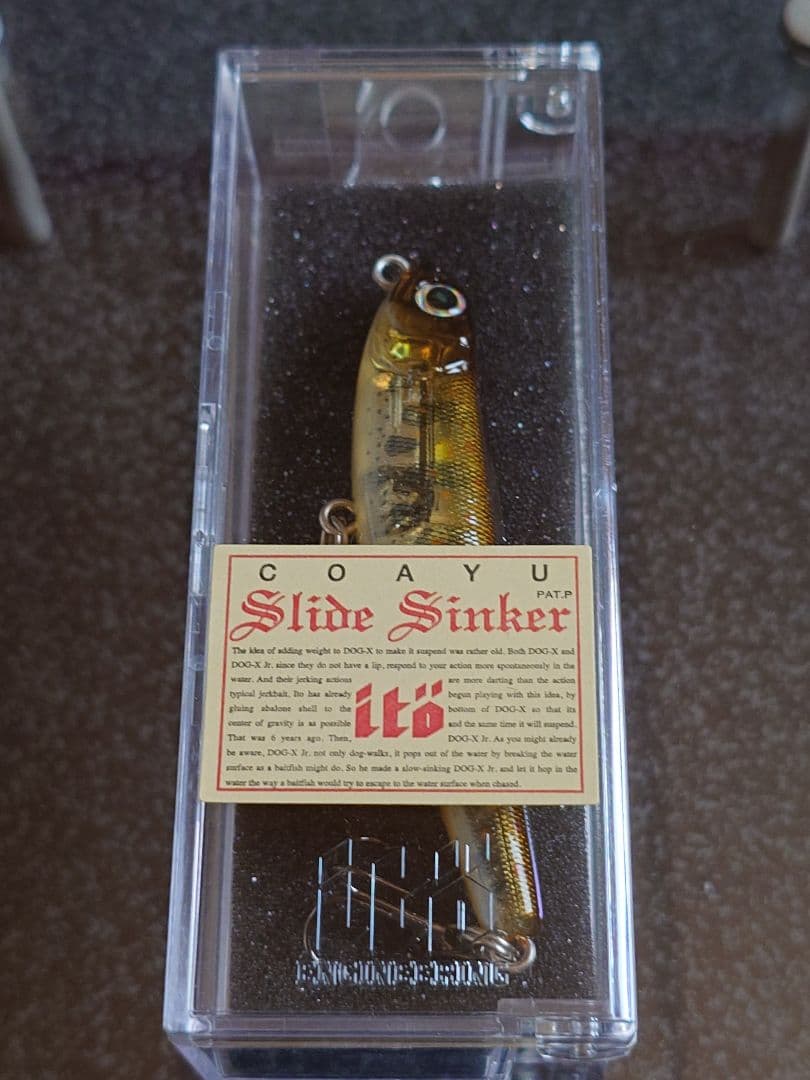 COAYU
PAT.P
Slide Sinker
The idea of adding weight to DOG-X to make it suspend was rather old. Both DOG-X and
DOG-X Jr. since they do not have a lip, respond to your action more spontaneously in the
water. And their jerking actions are more darting than the action
typical jerkbait. Ito has already begun playing with this idea, by
gluing abalone shell to the bottom of DOG-X so that its
center of gravity is as possible and the same time it will suspend.
That was 6 years ago. Then, DOG-X Jr. As you might already
itö
be aware, DOG-X Jr. not only dog-walks, it pops out of the water by breaking the water
surface as a baitfish might do. So he made a slow-sinking DOG-X Jr. and let it hop in the
water the way a baitfish would try to escape to the water surface when chased.
ENGINEERING